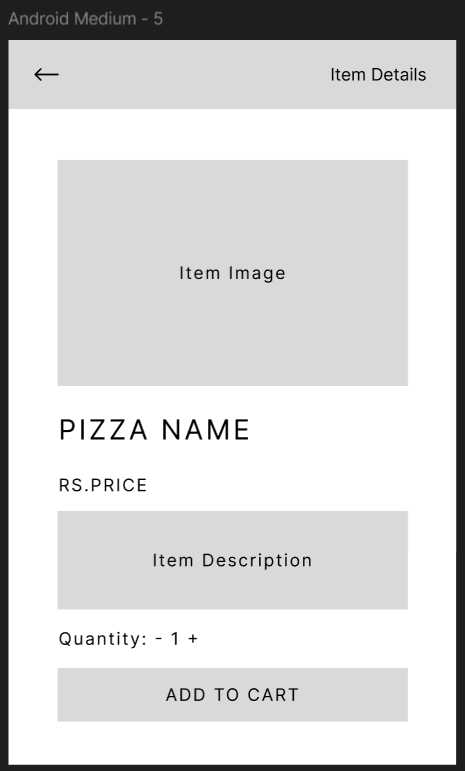 Android Medium - 5
Item Details
Item Image
PIZZA NAME
RS.PRICE
Item Description
Quantity: - 1 +
ADD TO CART